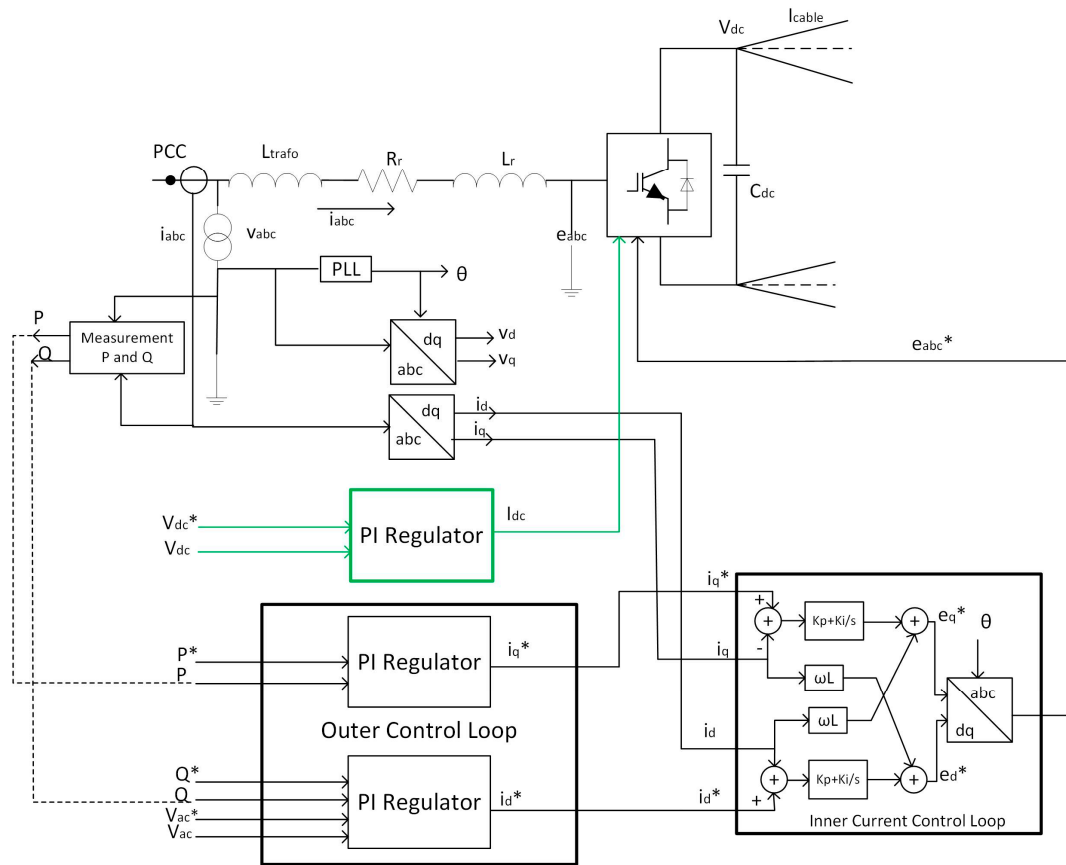 Vdc
Icable
PCC
Ltrafo
Rr
Lr
Cdc
iabc
iabc
vabc
eabc
PLL
θ
P
Q
Measurement
P and Q
dq
abc
vd
vq
eabc*
dq
abc
id
iq
Vdc*
Vdc
PI Regulator
Idc
P*
P
PI Regulator
iq*
Outer Control Loop
Q*
Q
Vac*
Vac
PI Regulator
id*
iq*
iq
id
id*
+
+
-
Kp+Ki/s
+
eq*
θ
ωL
ωL
abc
dq
+
+
Kp+Ki/s
+
ed*
Inner Current Control Loop